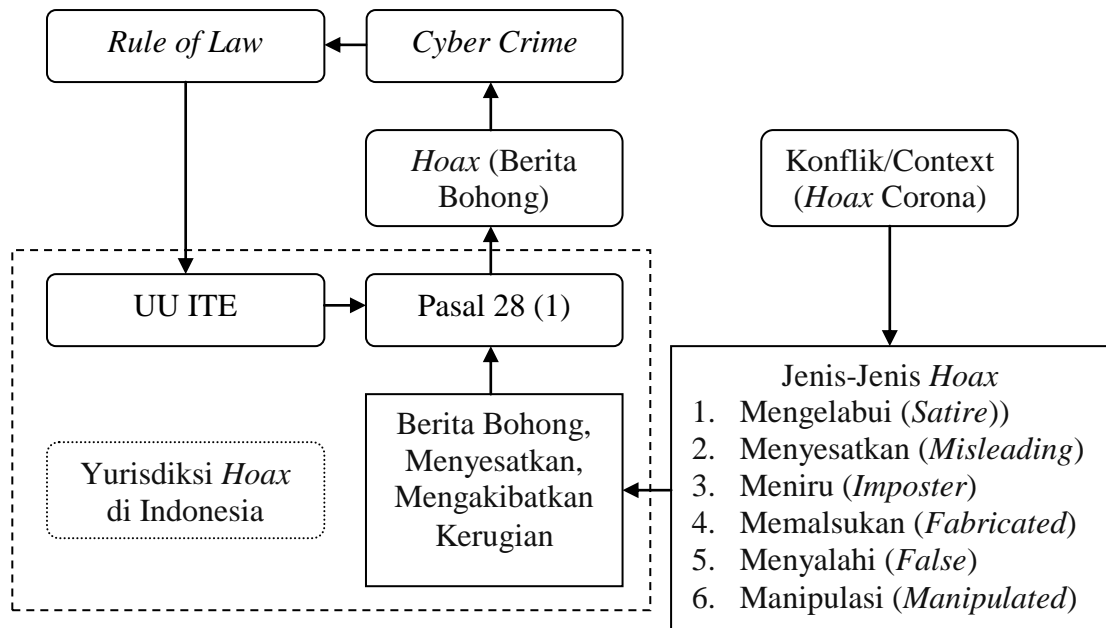 Rule of Law
Cyber Crime
Hoax (Berita
Bohong)
Konflik/Context
(Hoax Corona)
UU ITE
Pasal 28 (1)
Berita Bohong,
Menyesatkan,
Mengakibatkan
Kerugian
Yurisdiksi Hoax
di Indonesia
Jenis-Jenis Hoax
1. Mengelabui (Satire))
2. Menyesatkan (Misleading)
3. Meniru (Imposter)
4. Memalsukan (Fabricated)
5. Menyalahi (False)
6. Manipulasi (Manipulated)